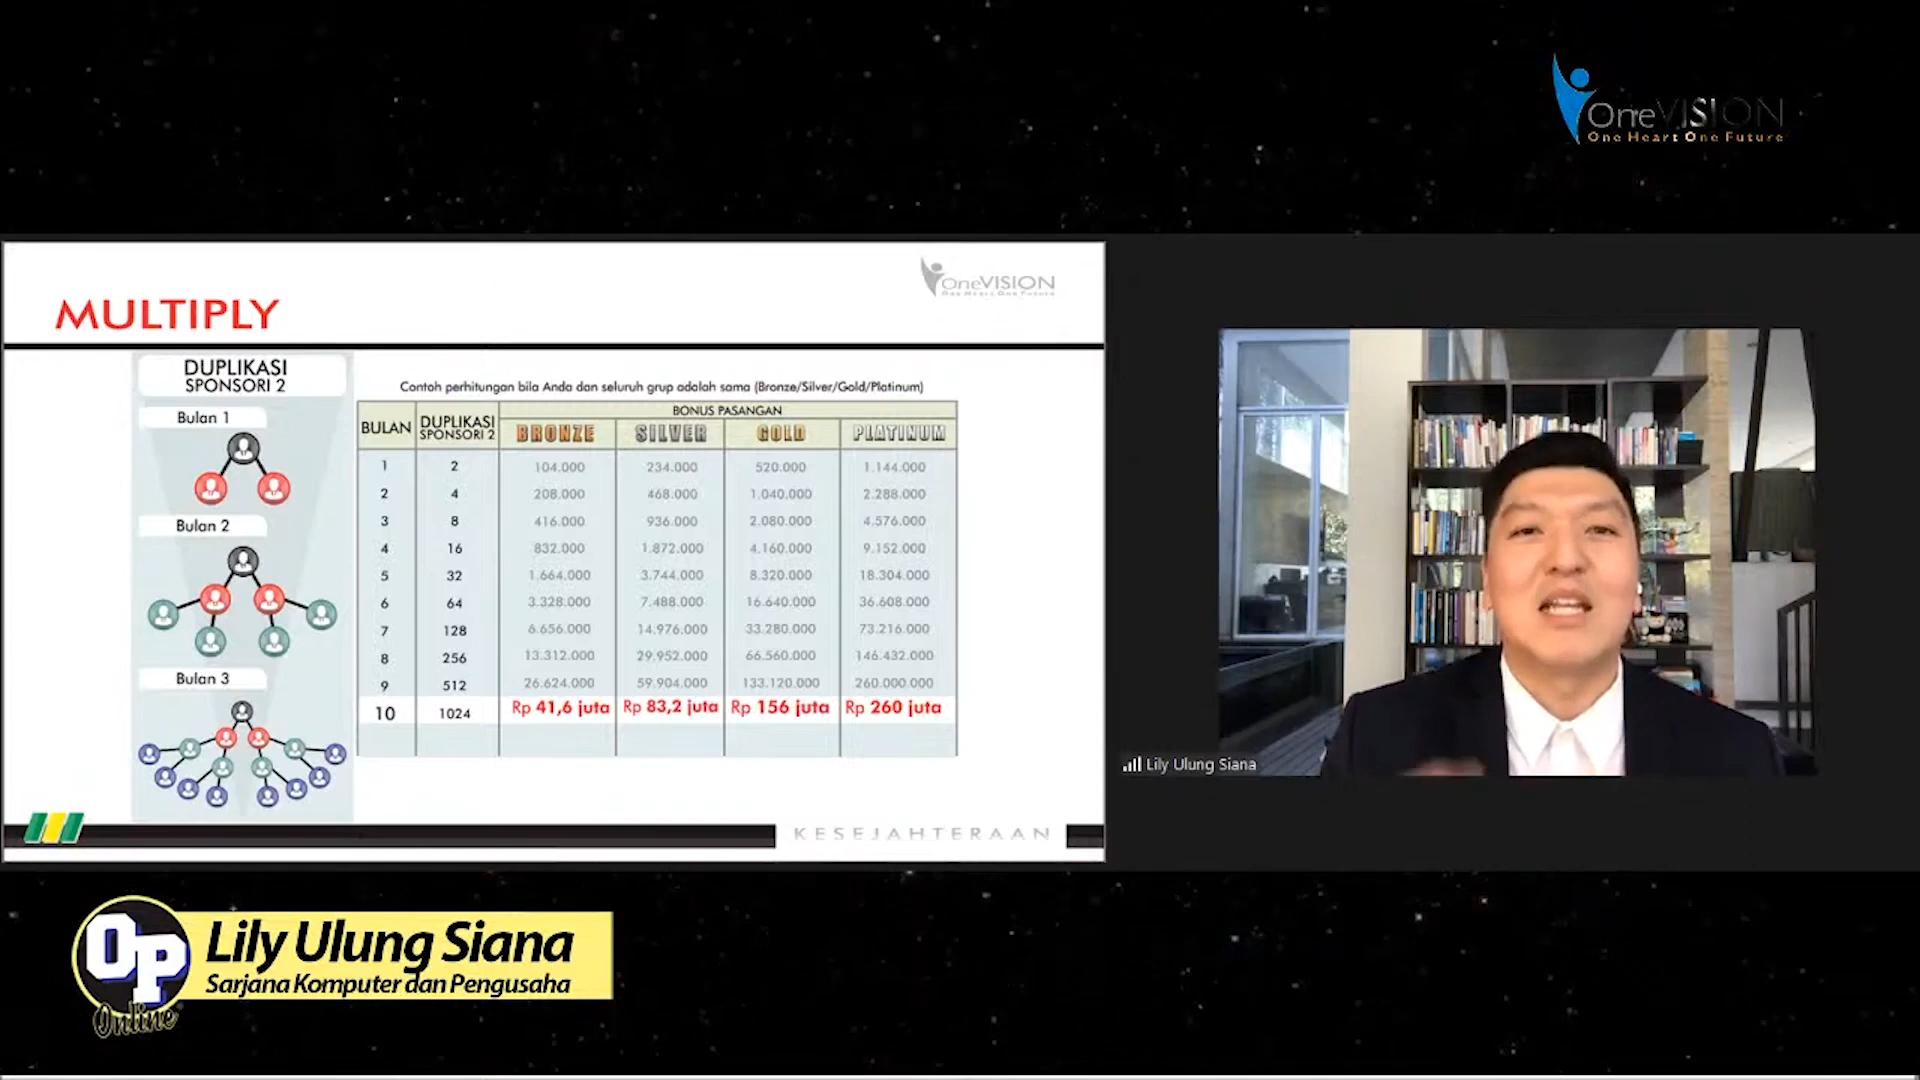 OneVISION
One Heart One Future
OneVISION
One Heart One Future
MULTIPLY
DUPLIKASI
SPONSORI 2
Bulan 1
Bulan 2
Bulan 3
Contoh perhitungan bila Anda dan seluruh grup adalah sama (Bronze/Silver/Gold/Platinum)
BULAN DUPLIKASI SPONSORI 2 BONUS PASANGAN
BRONZE SILVER GOLD PLATINUM
1 2 104.000 234.000 520.000 1.144.000
2 4 208.000 468.000 1.040.000 2.288.000
3 8 416.000 936.000 2.080.000 4.576.000
4 16 832.000 1.872.000 4.160.000 9.152.000
5 32 1.664.000 3.744.000 8.320.000 18.304.000
6 64 3.328.000 7.488.000 16.640.000 36.608.000
7 128 6.656.000 14.976.000 33.280.000 73.216.000
8 256 13.312.000 29.952.000 66.560.000 146.432.000
9 512 26.624.000 59.904.000 133.120.000 260.000.000
10 1024 Rp 41,6 juta Rp 83,2 juta Rp 156 juta Rp 260 juta
KESEJAHTERAAN
Lily Ulung Siana
OP
Online
Lily Ulung Siana
Sarjana Komputer dan Pengusaha